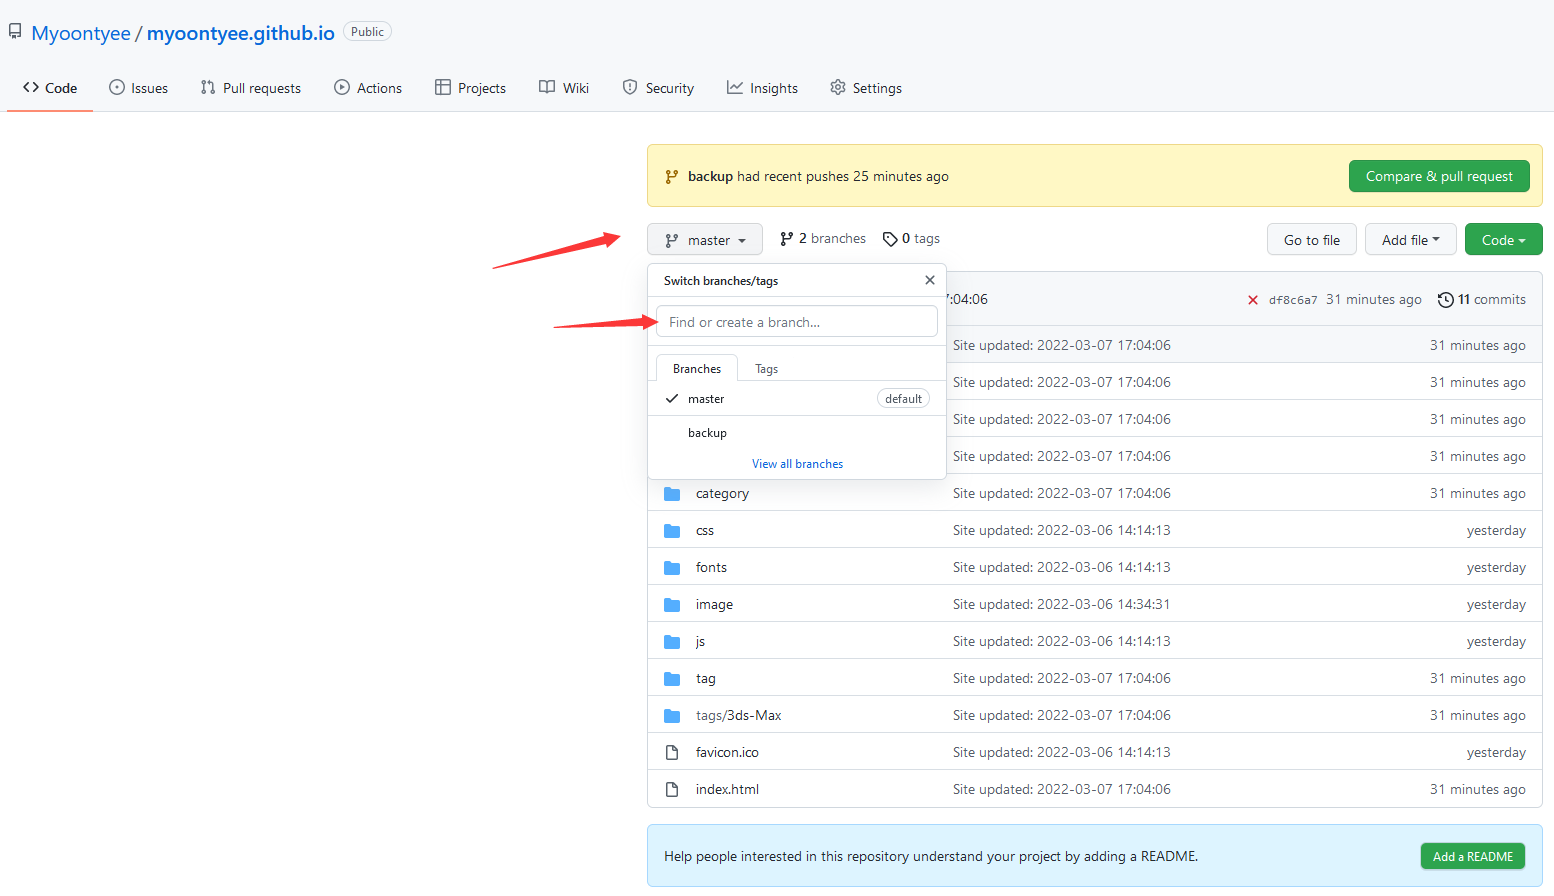 Myoontyee / myoontyee.github.io Public
Code Issues Pull requests Actions Projects Wiki Security Insights Settings
backup had recent pushes 25 minutes ago Compare & pull request
master 2 branches 0 tags Go to file Add file Code
Switch branches/tags
7:04:06 df8c6a7 31 minutes ago 11 commits
Find or create a branch...
Site updated: 2022-03-07 17:04:06 31 minutes ago
Branches Tags
Site updated: 2022-03-07 17:04:06 31 minutes ago
master default
Site updated: 2022-03-07 17:04:06 31 minutes ago
backup
Site updated: 2022-03-07 17:04:06 31 minutes ago
View all branches
category Site updated: 2022-03-07 17:04:06 31 minutes ago
css Site updated: 2022-03-06 14:14:13 yesterday
fonts Site updated: 2022-03-06 14:14:13 yesterday
image Site updated: 2022-03-06 14:34:31 yesterday
js Site updated: 2022-03-06 14:14:13 yesterday
tag Site updated: 2022-03-07 17:04:06 31 minutes ago
tags/3ds-Max Site updated: 2022-03-07 17:04:06 31 minutes ago
favicon.ico Site updated: 2022-03-06 14:14:13 yesterday
index.html Site updated: 2022-03-07 17:04:06 31 minutes ago
Help people interested in this repository understand your project by adding a README. Add a README